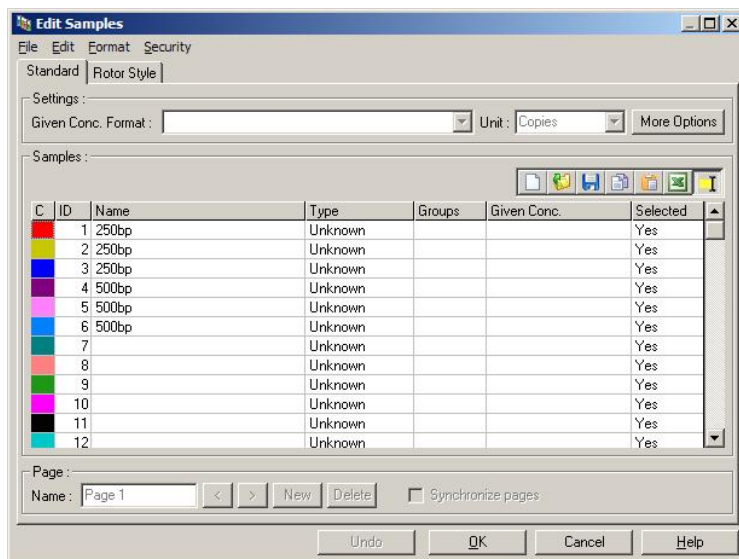 Edit Samples
File Edit Format Security
Standard Rotor Style
Settings :
Given Conc. Format : Unit : Copies More Options
Samples :
C ID Name Type Groups Given Conc. Selected
1 250bp Unknown Yes
2 250bp Unknown Yes
3 250bp Unknown Yes
4 500bp Unknown Yes
5 500bp Unknown Yes
6 500bp Unknown Yes
7 Unknown Yes
8 Unknown Yes
9 Unknown Yes
10 Unknown Yes
11 Unknown Yes
12 Unknown Yes
Page :
Name : Page 1 < > New Delete Synchronize pages
Undo OK Cancel Help